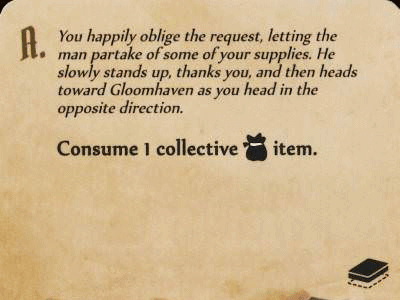 A. You happily oblige the request, letting the
man partake of some of your supplies. He
slowly stands up, thanks you, and then heads
toward Gloomhaven as you head in the
opposite direction.
Consume 1 collective item.